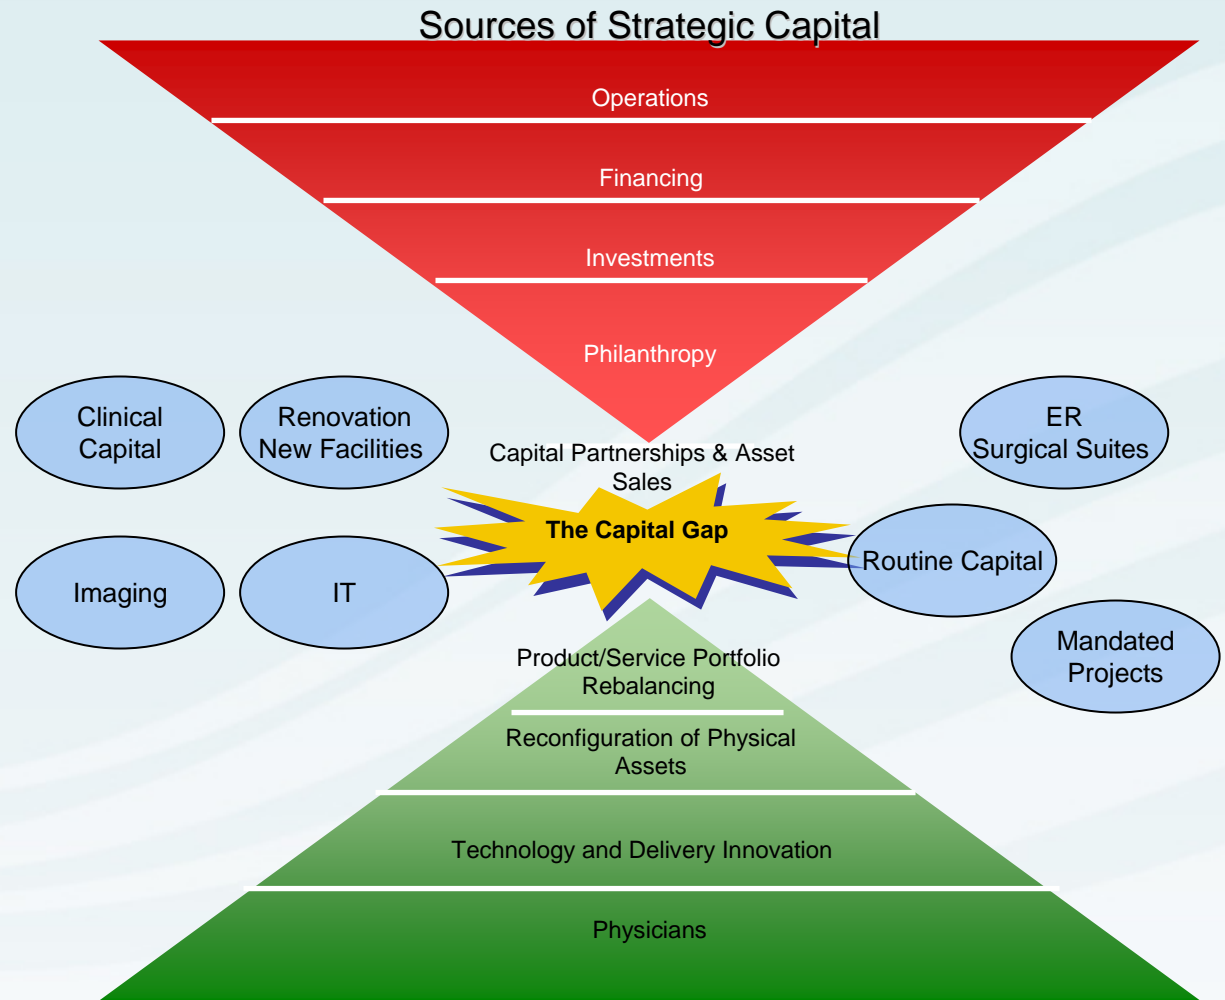 Sources of Strategic Capital
Operations
Financing
Investments
Philanthropy
Clinical
Capital
Renovation
New Facilities
ER
Surgical Suites
Capital Partnerships & Asset
Sales
The Capital Gap
Imaging
IT
Routine Capital
Mandated
Projects
Product/Service Portfolio
Rebalancing
Reconfiguration of Physical
Assets
Technology and Delivery Innovation
Physicians